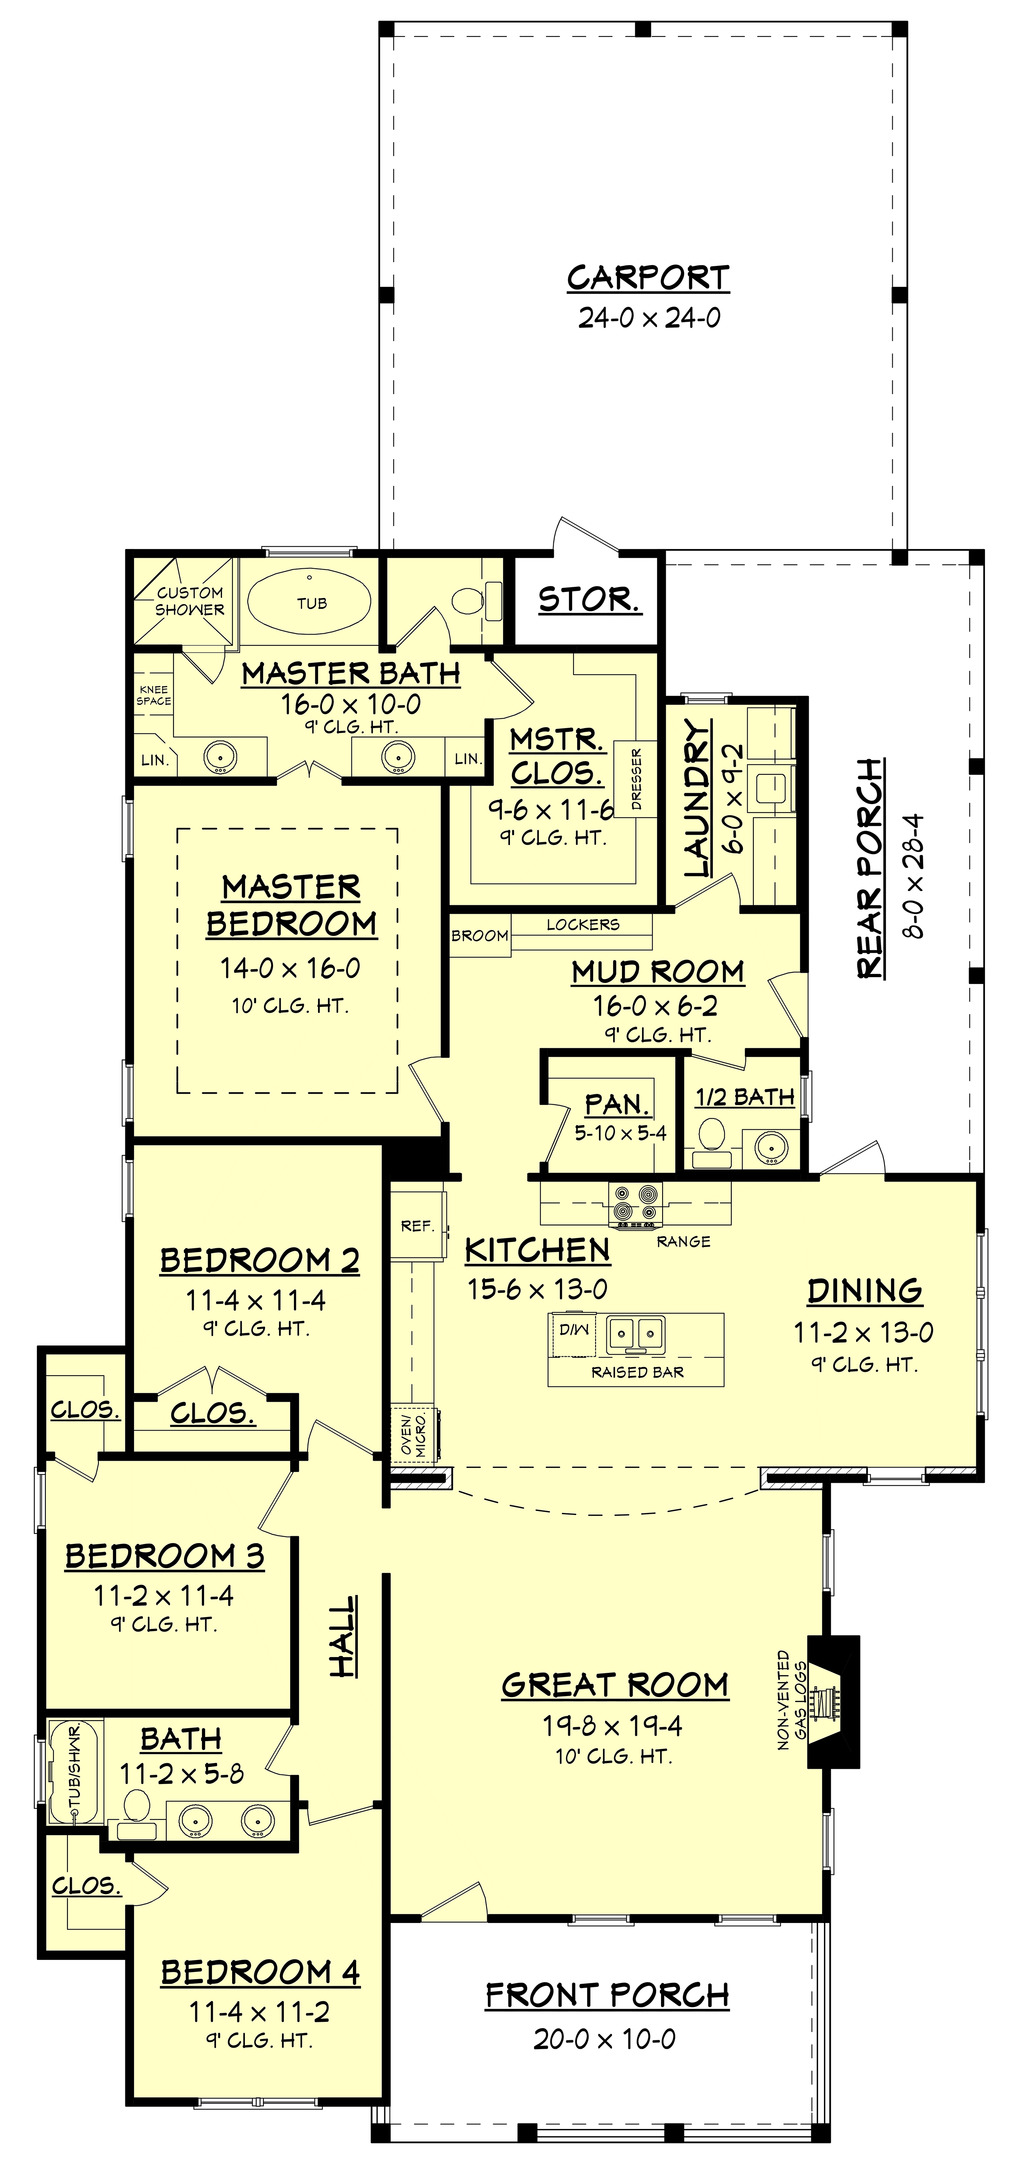 CARPORT
24-0 x 24-0
CUSTOM
SHOWER
TUB
STOR.
KNEE
SPACE
MASTER BATH
16-0 x 10-0
9' CLG. HT.
LIN.
LIN.
MSTR.
CLOS.
9-6 x 11-6
9' CLG. HT.
DRESSER
LAUNDRY
6-0 x 9-2
REAR PORCH
8-0 x 28-4
MASTER
BEDROOM
14-0 x 16-0
10' CLG. HT.
BROOM
LOCKERS
MUD ROOM
16-0 x 6-2
9' CLG. HT.
PAN.
5-10 x 5-4
1/2 BATH
BEDROOM 2
11-4 x 11-4
9' CLG. HT.
REF.
KITCHEN
15-6 x 13-0
RANGE
D/W
RAISED BAR
DINING
11-2 x 13-0
9' CLG. HT.
CLOS.
CLOS.
OVEN/
MICRO.
BEDROOM 3
11-2 x 11-4
9' CLG. HT.
HALL
GREAT ROOM
19-8 x 19-4
10' CLG. HT.
NON-VENTED
GAS LOGS
TUB/SHWR.
BATH
11-2 x 5-8
CLOS.
BEDROOM 4
11-4 x 11-2
9' CLG. HT.
FRONT PORCH
20-0 x 10-0